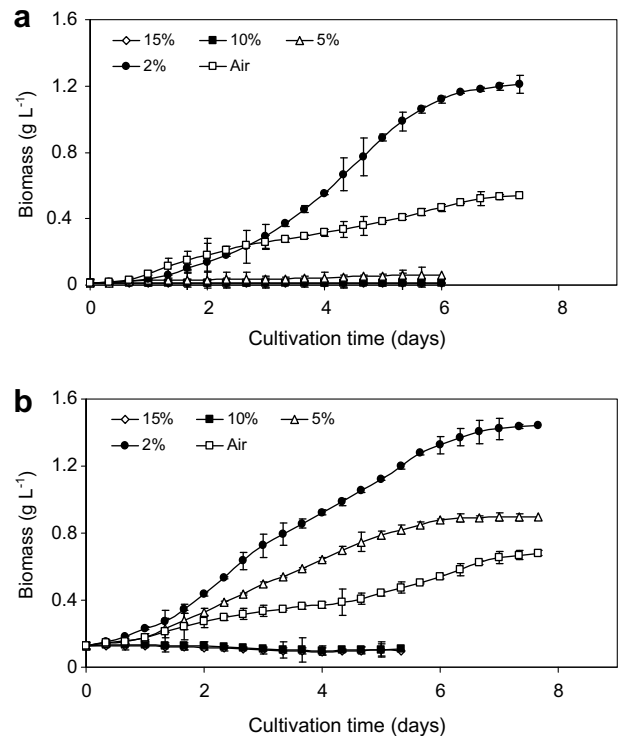 a
1.6
1.2
0.8
0.4
0
Biomass (g L⁻¹)
15% 10% 5%
2% Air
0 2 4 6 8
Cultivation time (days)
b
1.6
1.2
0.8
0.4
0
Biomass (g L⁻¹)
15% 10% 5%
2% Air
0 2 4 6 8
Cultivation time (days)